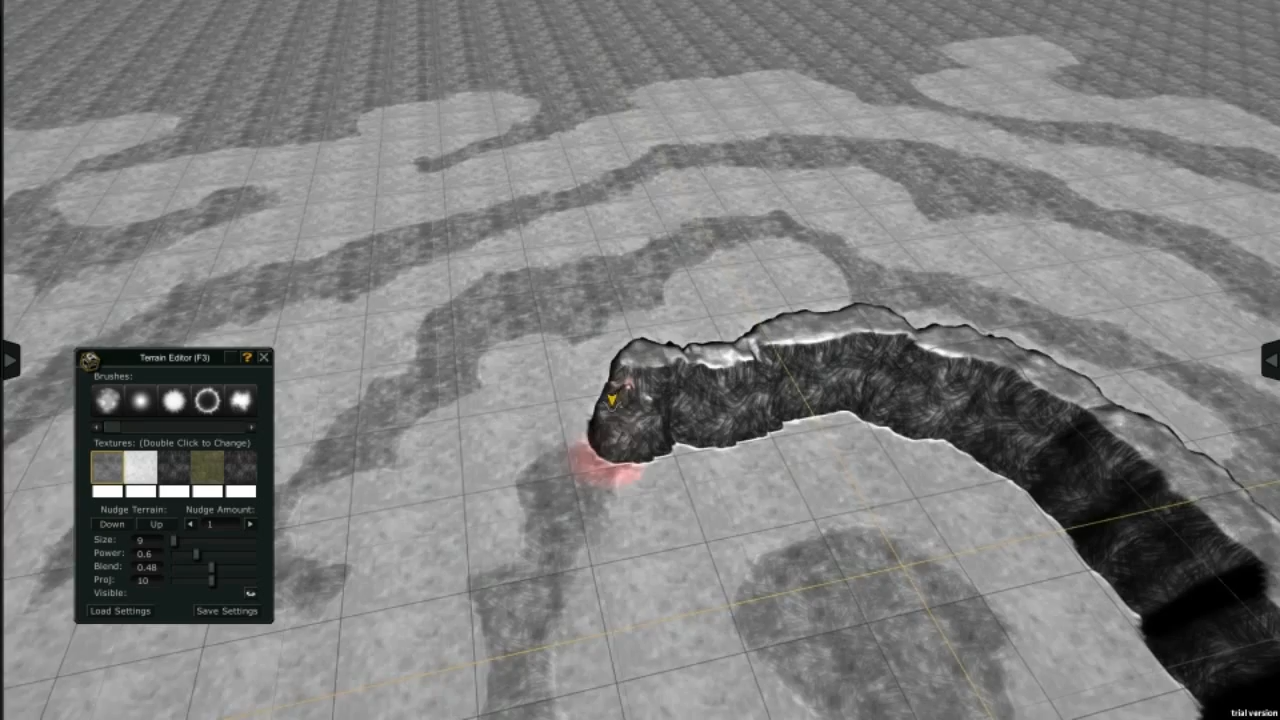 Terrain Editor (F3) ?
Brushes:
Textures: (Double Click to Change)
Nudge Terrain: Nudge Amount:
Down Up 1
Size: 9
Power: 0.6
Blend: 0.48
Proj: 10
Visible:
Load Settings Save Settings
trial version